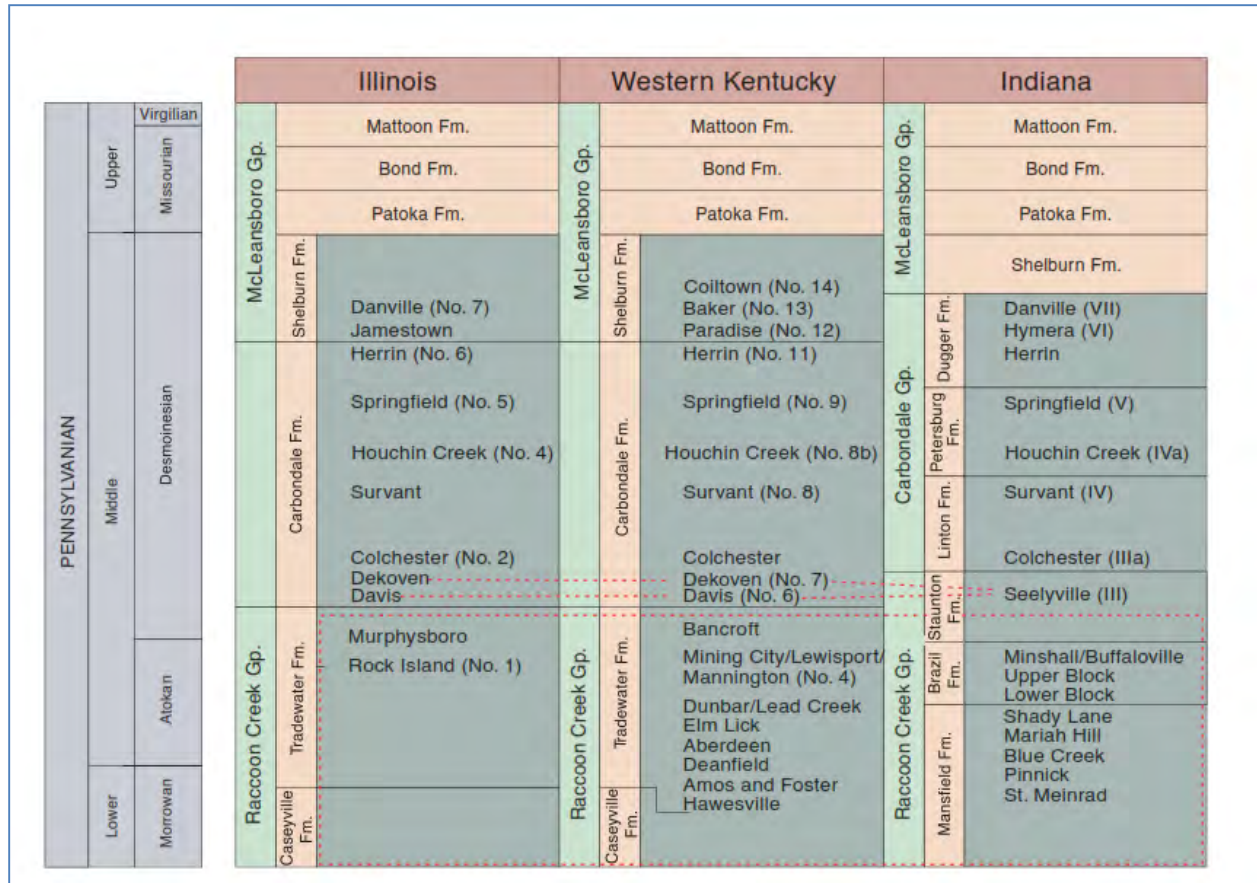 Illinois
Western Kentucky
Indiana
PENNSYLVANIAN
Upper
Middle
Lower
Virgilian
Missourian
Desmoinesian
Atokan
Morrowan
McLeansboro Gp.
Raccoon Creek Gp.
Mattoon Fm.
Bond Fm.
Patoka Fm.
Shelburn Fm.
Carbondale Fm.
Tradewater Fm.
Caseyville
Fm.
Danville (No. 7)
Jamestown
Herrin (No. 6)
Springfield (No. 5)
Houchin Creek (No. 4)
Survant
Colchester (No. 2)
Dekoven
Davis
Murphysboro
Rock Island (No. 1)
McLeansboro Gp.
Raccoon Creek Gp.
Mattoon Fm.
Bond Fm.
Patoka Fm.
Shelburn Fm.
Carbondale Fm.
Tradewater Fm.
Caseyville
Fm.
Coiltown (No. 14)
Baker (No. 13)
Paradise (No. 12)
Herrin (No. 11)
Springfield (No. 9)
Houchin Creek (No. 8b)
Survant (No. 8)
Colchester
Dekoven (No. 7)
Davis (No. 6)
Bancroft
Mining City/Lewisport/
Mannington (No. 4)
Dunbar/Lead Creek
Elm Lick
Aberdeen
Deanfield
Amos and Foster
Hawesville
McLeansboro Gp.
Carbondale Gp.
Raccoon Creek Gp.
Mattoon Fm.
Bond Fm.
Patoka Fm.
Shelburn Fm.
Dugger Fm.
Petersburg
Fm.
Linton Fm.
Staunton
Fm.
Brazil
Fm.
Mansfield Fm.
Danville (VII)
Hymera (VI)
Herrin
Springfield (V)
Houchin Creek (IVa)
Survant (IV)
Colchester (IIIa)
Seelyville (III)
Minshall/Buffaloville
Upper Block
Lower Block
Shady Lane
Mariah Hill
Blue Creek
Pinnick
St. Meinrad